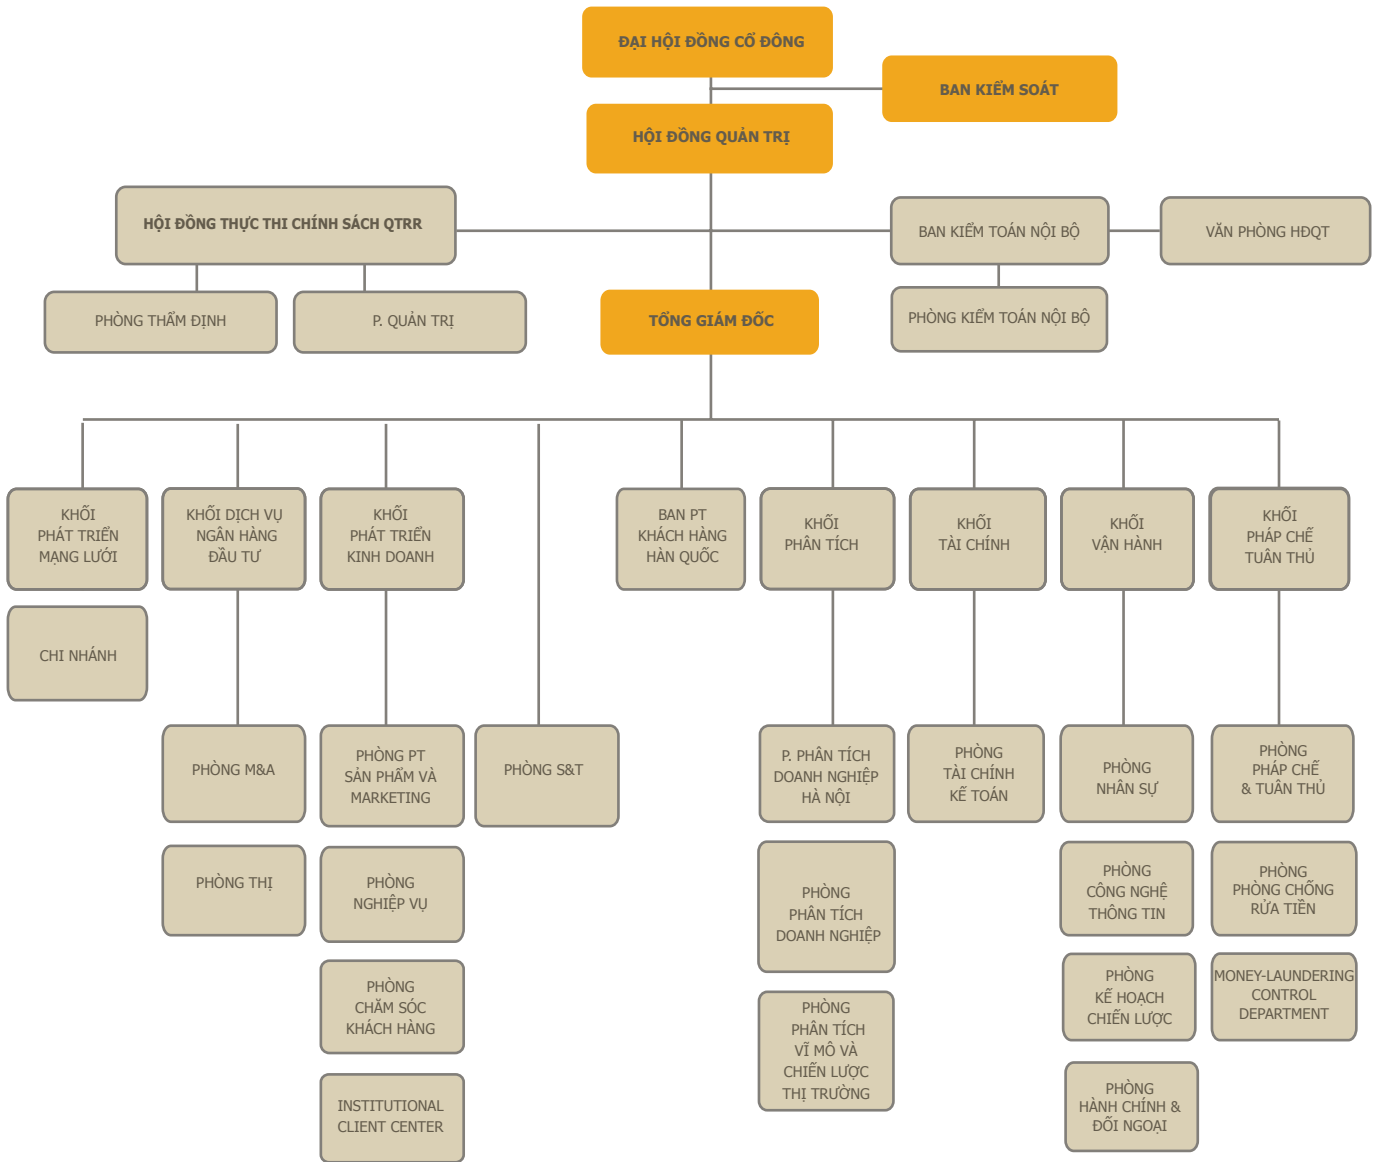 ĐẠI HỘI ĐỒNG CỔ ĐÔNG
BAN KIỂM SOÁT
HỘI ĐỒNG QUẢN TRỊ
HỘI ĐỒNG THỰC THI CHÍNH SÁCH QTRR
BAN KIỂM TOÁN NỘI BỘ
VĂN PHÒNG HĐQT
PHÒNG THẨM ĐỊNH
P. QUẢN TRỊ
TỔNG GIÁM ĐỐC
PHÒNG KIỂM TOÁN NỘI BỘ
KHỐI
PHÁT TRIỂN
MẠNG LƯỚI
KHỐI DỊCH VỤ
NGÂN HÀNG
ĐẦU TƯ
KHỐI
PHÁT TRIỂN
KINH DOANH
BAN PT
KHÁCH HÀNG
HÀN QUỐC
KHỐI
PHÂN TÍCH
KHỐI
TÀI CHÍNH
KHỐI
VẬN HÀNH
KHỐI
PHÁP CHẾ
TUÂN THỦ
CHI NHÁNH
PHÒNG M&A
PHÒNG PT
SẢN PHẨM VÀ
MARKETING
PHÒNG S&T
P. PHÂN TÍCH
DOANH NGHIỆP
HÀ NỘI
PHÒNG
TÀI CHÍNH
KẾ TOÁN
PHÒNG
NHÂN SỰ
PHÒNG
PHÁP CHẾ
& TUÂN THỦ
PHÒNG THỊ
PHÒNG
NGHIỆP VỤ
PHÒNG
PHÂN TÍCH
DOANH NGHIỆP
PHÒNG
CÔNG NGHỆ
THÔNG TIN
PHÒNG
PHÒNG CHỐNG
RỬA TIỀN
PHÒNG
CHĂM SÓC
KHÁCH HÀNG
PHÒNG
PHÂN TÍCH
VĨ MÔ VÀ
CHIẾN LƯỢC
THỊ TRƯỜNG
PHÒNG
KẾ HOẠCH
CHIẾN LƯỢC
MONEY-LAUNDERING
CONTROL
DEPARTMENT
INSTITUTIONAL
CLIENT CENTER
PHÒNG
HÀNH CHÍNH &
ĐỐI NGOẠI